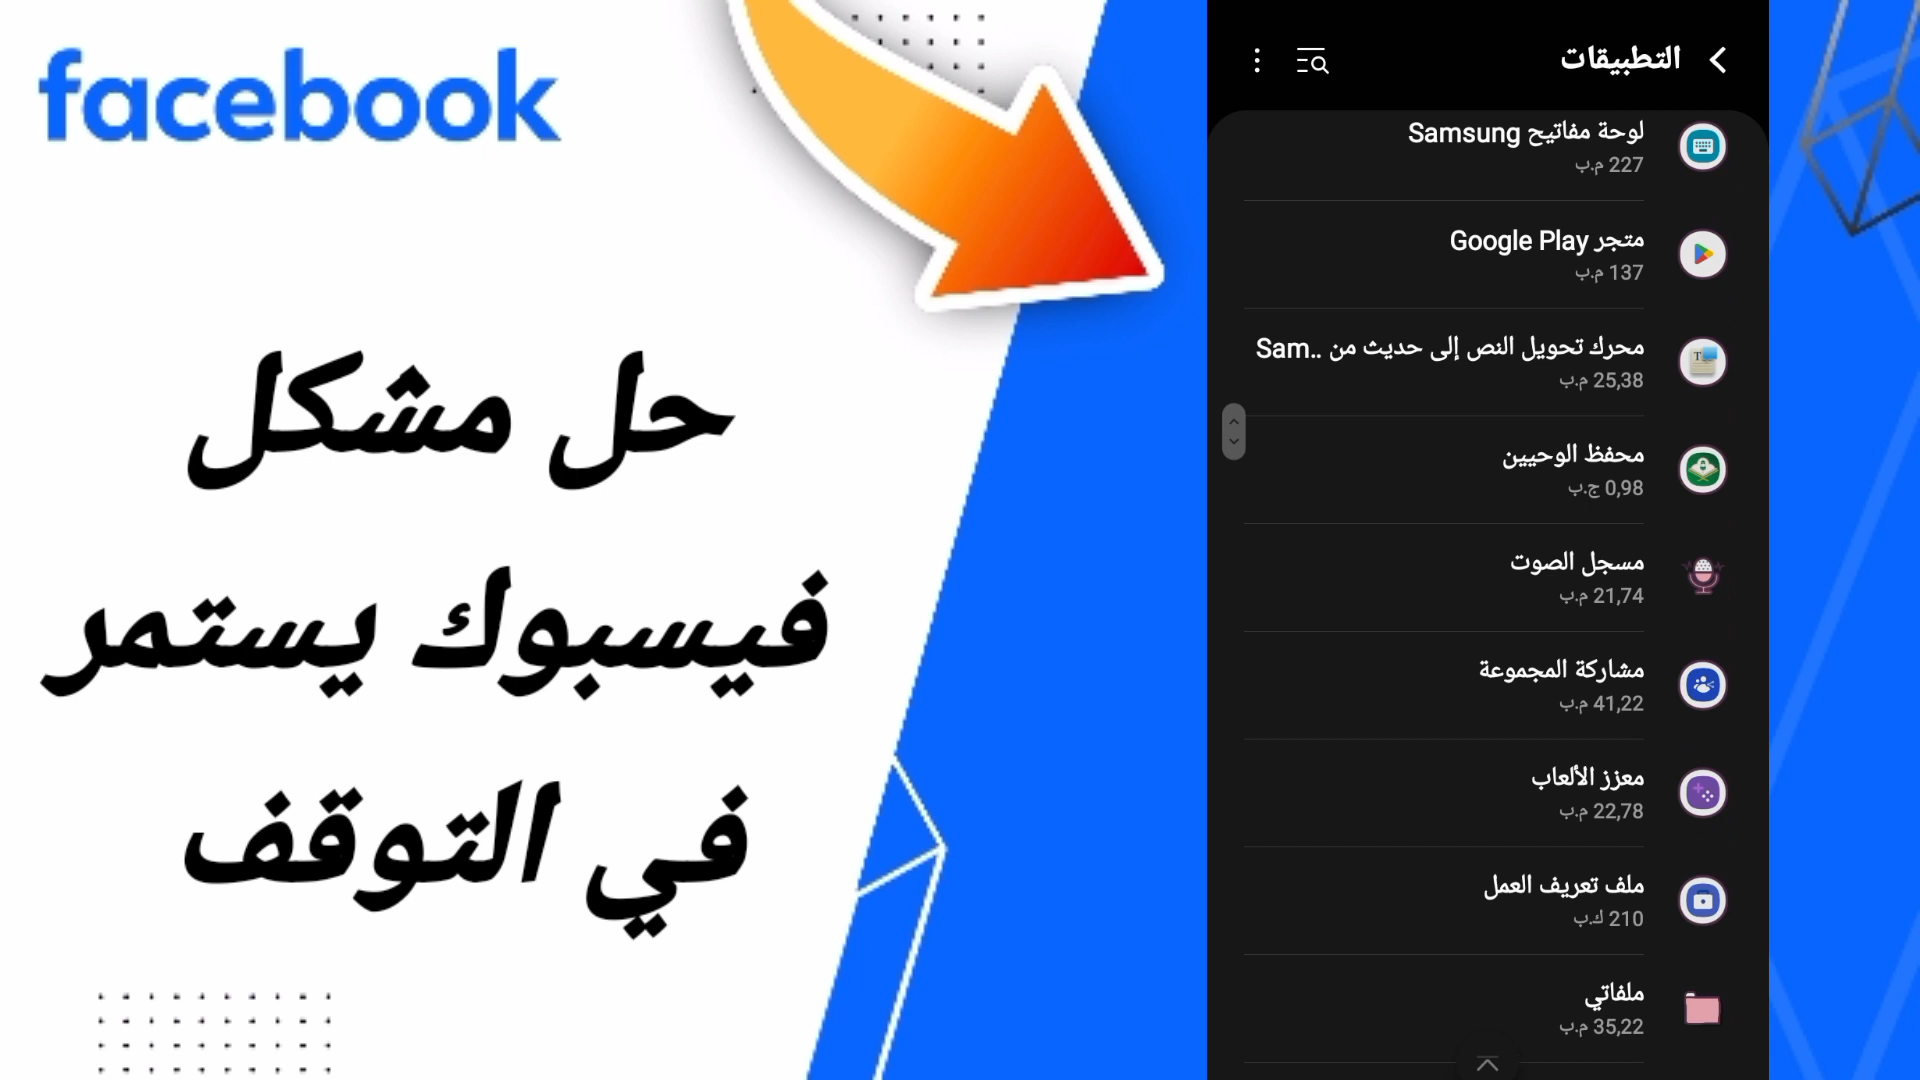 facebook
حل مشكل
فيسبوك يستمر
في التوقف
التطبيقات
لوحة مفاتيح Samsung
227 م.ب
متجر Google Play
137 م.ب
محرك تحويل النص إلى حديث من Sam..
25,38 م.ب
محفظ الوحيين
0,98 ج.ب
مسجل الصوت
21,74 م.ب
مشاركة المجموعة
41,22 م.ب
معزز الألعاب
22,78 م.ب
ملف تعريف العمل
210 ك.ب
ملفاتي
35,22 م.ب